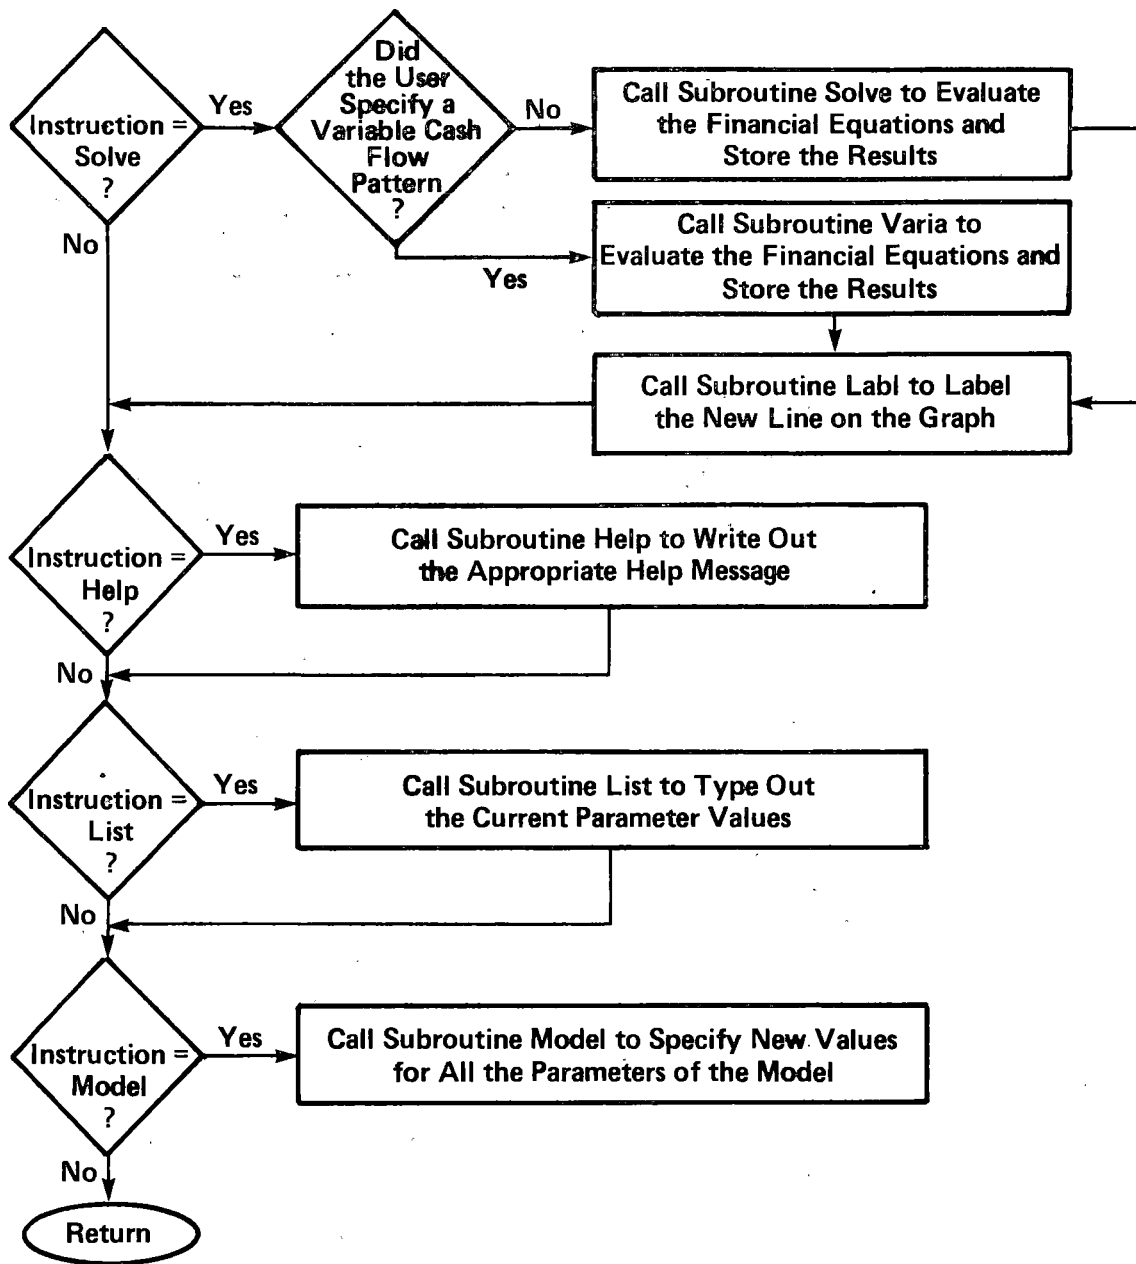 Instruction =
Solve
?
Yes
No
Did
the User
Specify a
Variable Cash
Flow
Pattern
?
No
Yes
Call Subroutine Solve to Evaluate
the Financial Equations and
Store the Results
Call Subroutine Varia to
Evaluate the Financial Equations and
Store the Results
Call Subroutine Labl to Label
the New Line on the Graph
Instruction =
Help
?
Yes
No
Call Subroutine Help to Write Out
the Appropriate Help Message
Instruction =
List
?
Yes
No
Call Subroutine List to Type Out
the Current Parameter Values
Instruction =
Model
?
Yes
No
Call Subroutine Model to Specify New Values
for All the Parameters of the Model
Return